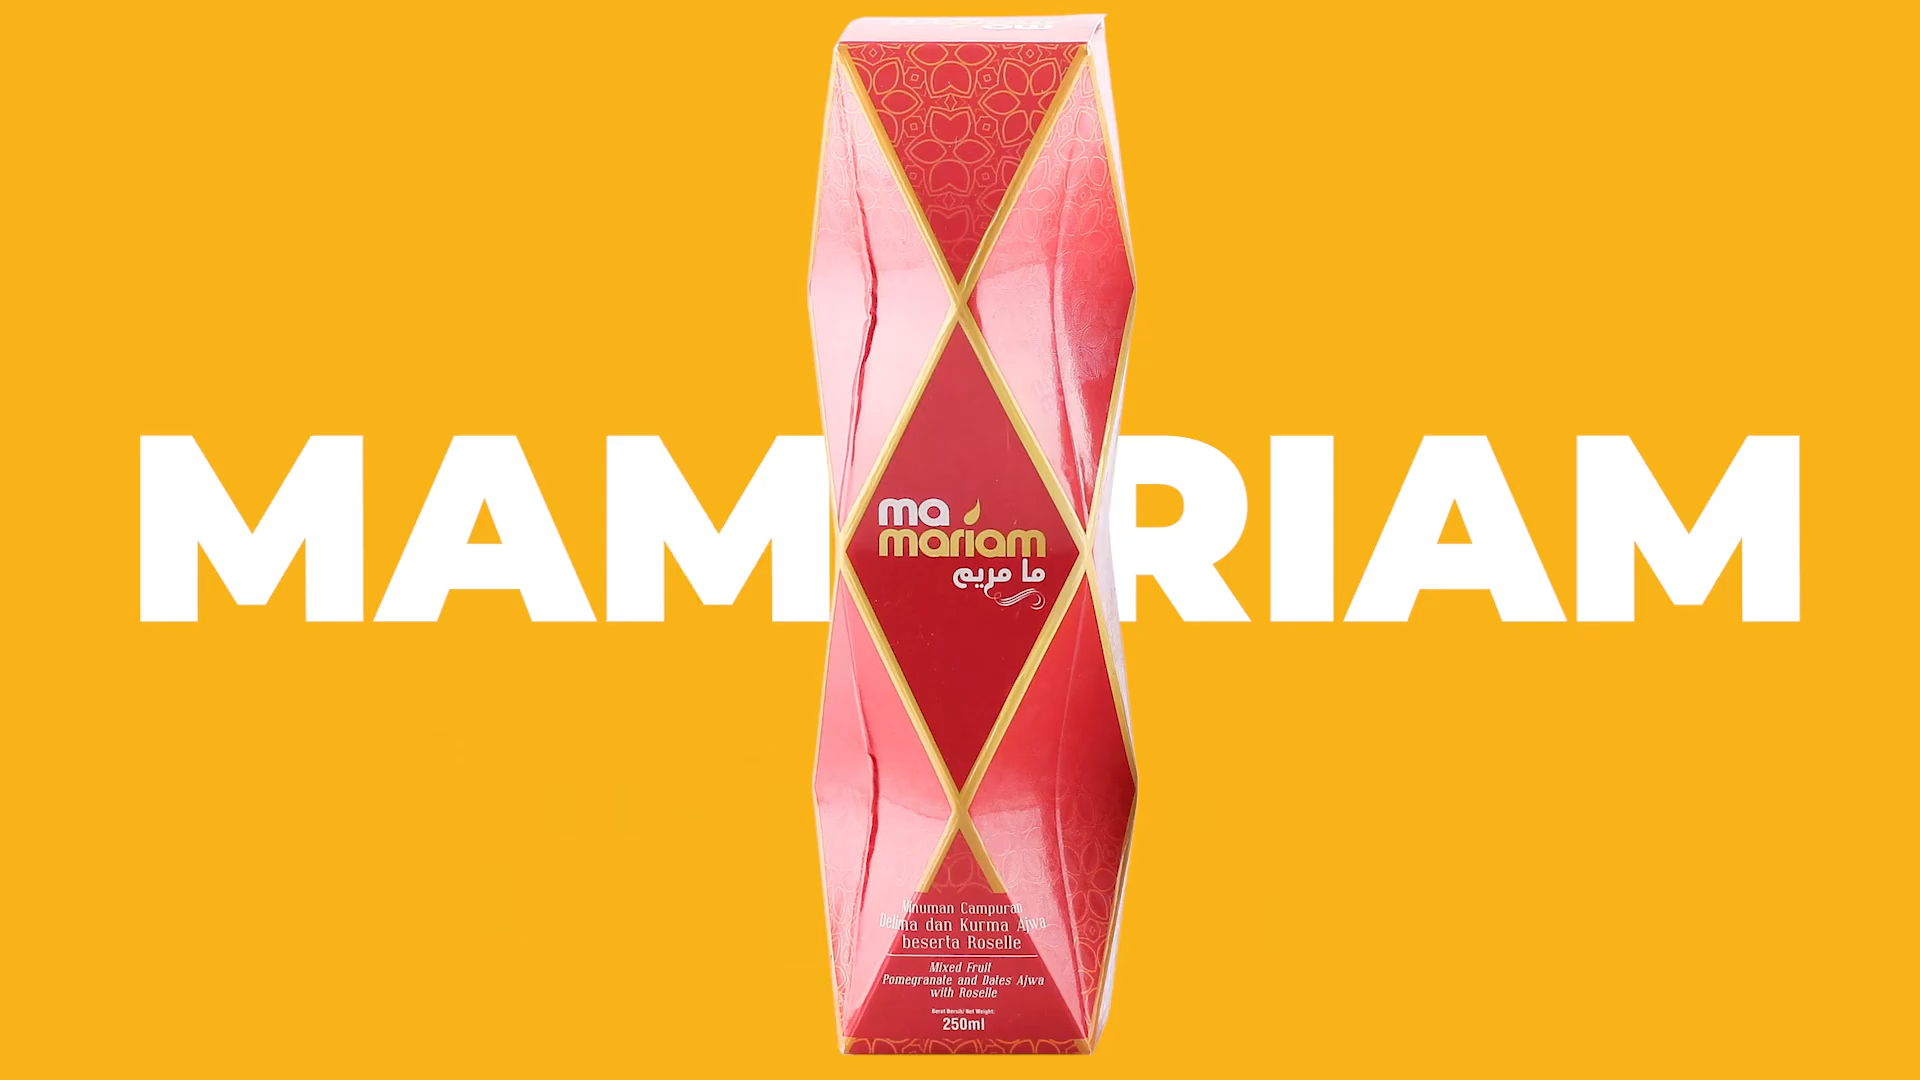 MAM RIAM
ma
mariam
ما مريم
Minuman Campuran
Delima dan Kurma Ajwa
beserta Roselle
Mixed Fruit
Pomegranate and Dates Ajwa
with Roselle
Berat Bersih/ Net Weight:
250ml